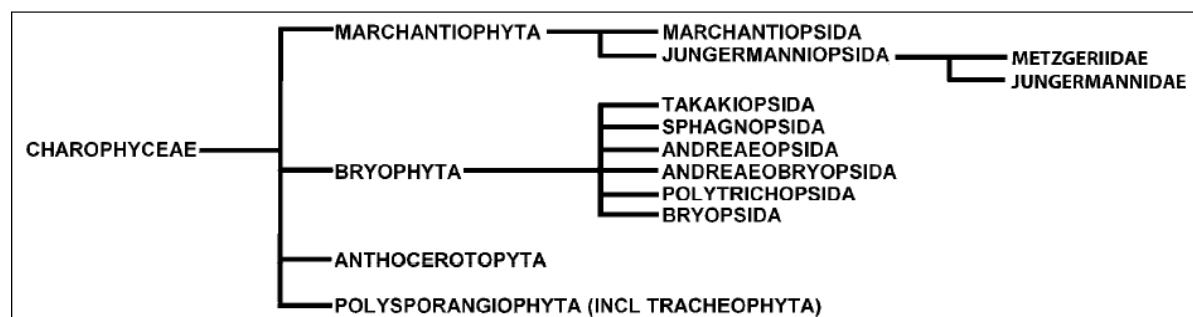 MARCHANTIOPHYTA
MARCHANTIOPSIDA
JUNGERMANNIOPSIDA
METZGERIIDAE
JUNGERMANNIDAE
TAKAKIOPSIDA
SPHAGNOPSIDA
ANDREAEOPSIDA
CHAROPHYCEAE
BRYOPHYTA
ANDREAEOBRYOPSIDA
POLYTRICHOPSIDA
BRYOPSIDA
ANTHOCEROTOPYTA
POLYSPORANGIOPHYTA (INCL TRACHEOPHYTA)